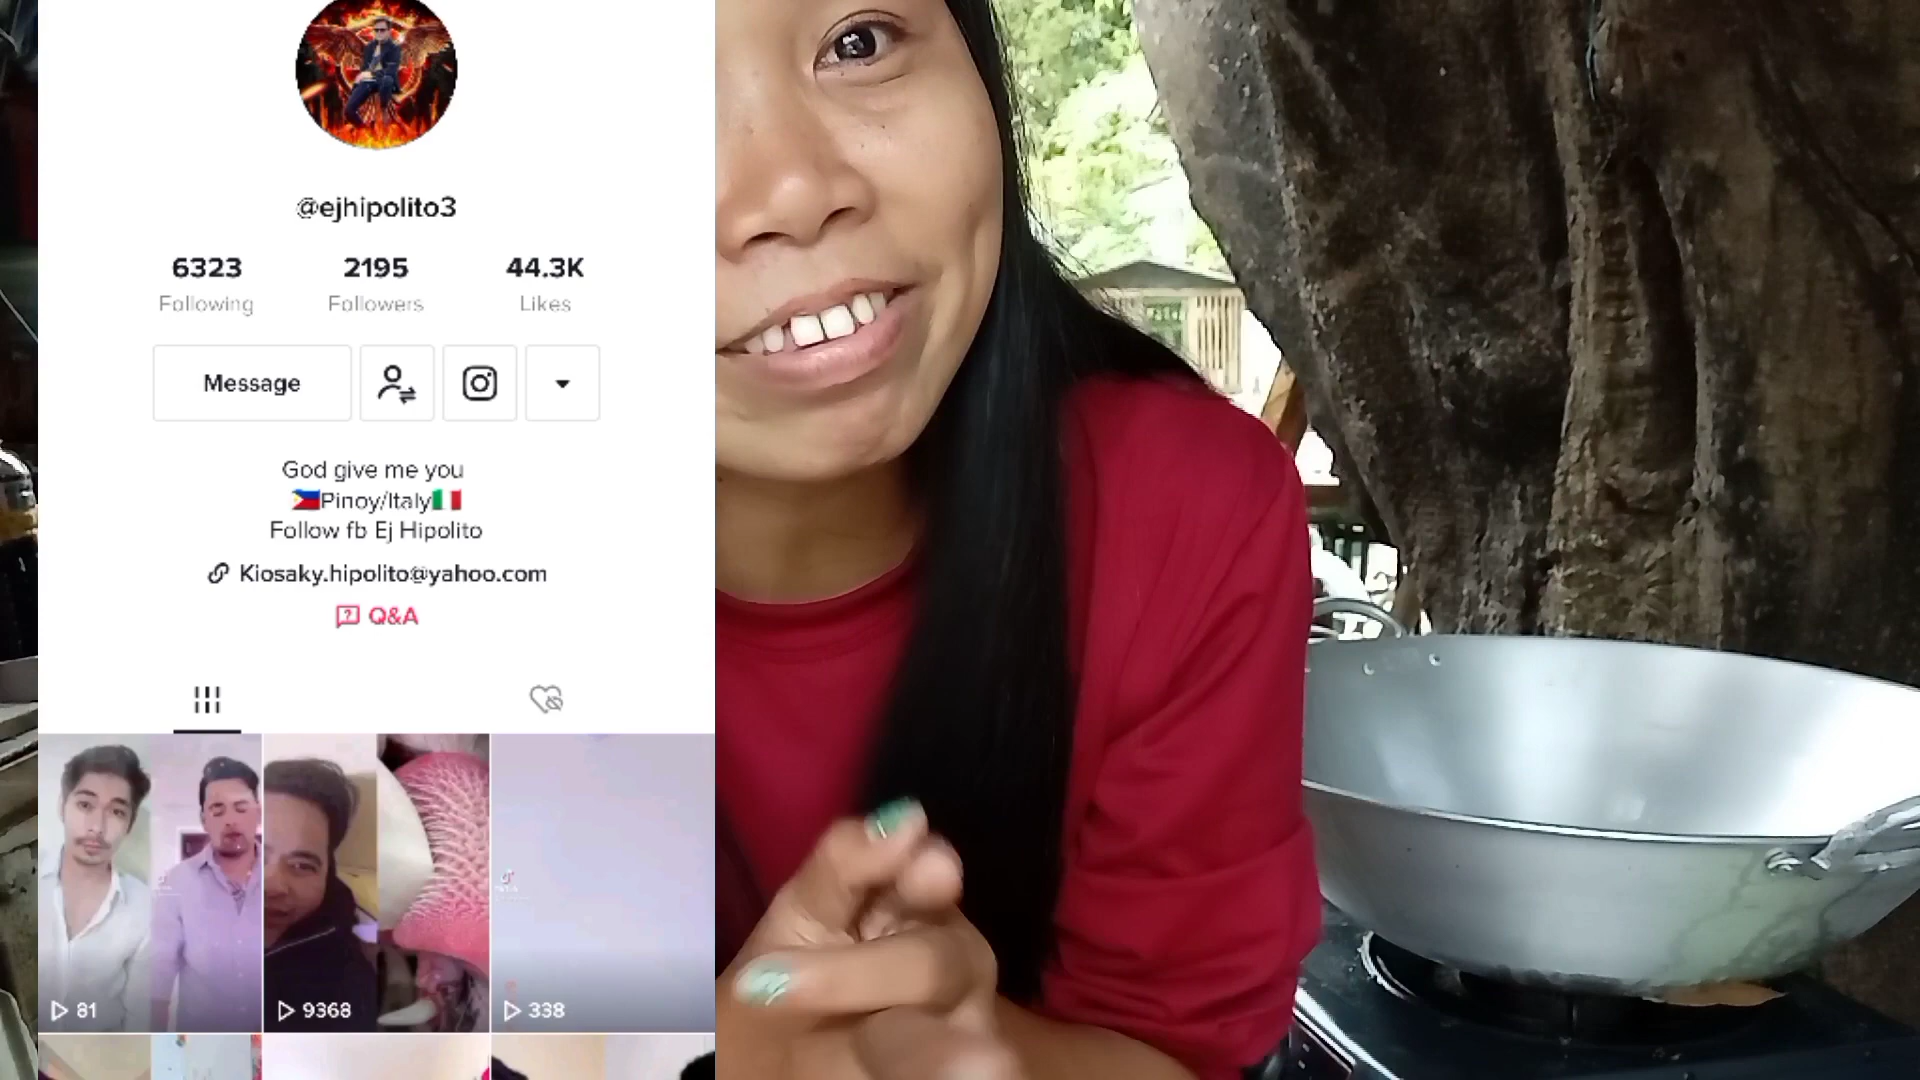 @ejhipolito3
6323 2195 44.3K
Following Followers Likes
Message
God give me you
🇵🇭Pinoy/Italy🇮🇹
Follow fb Ej Hipolito
Kiosaky.hipolito@yahoo.com
Q&A
81 9368 338